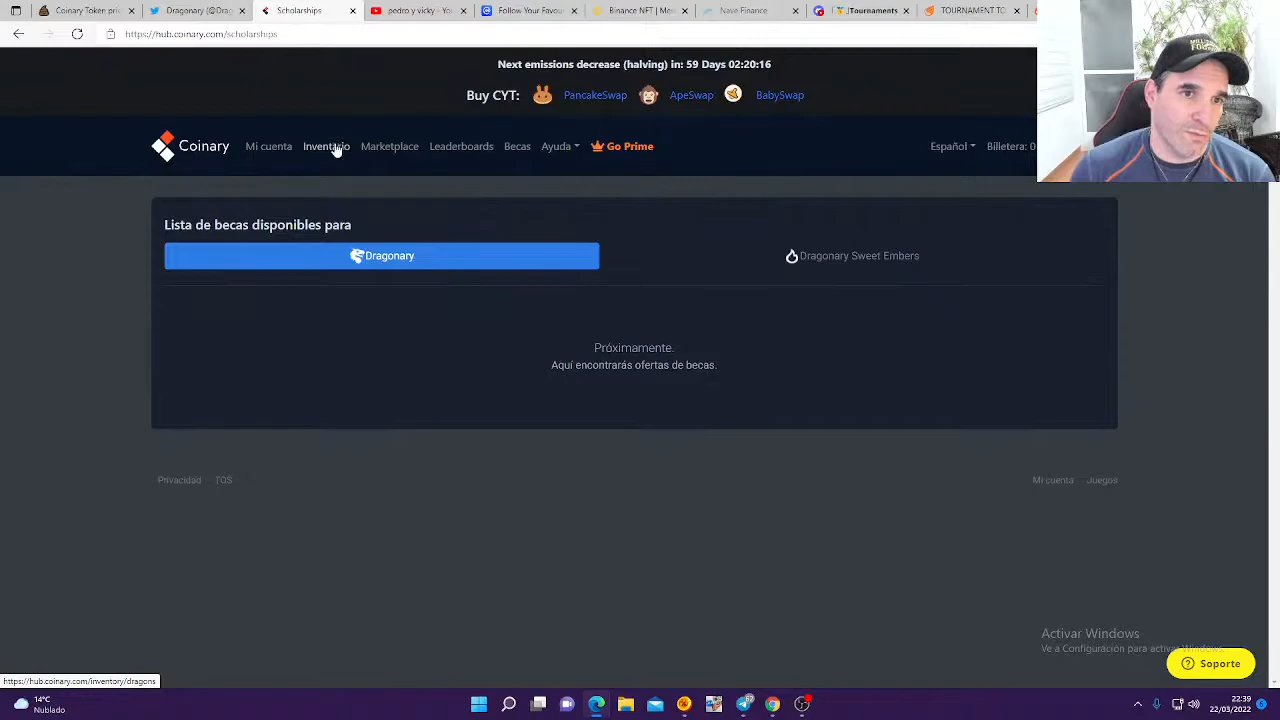 Coinary Token price
Dragonary (@Drag
Scholarships
pedro y vicky - You
Follow Your Favou
Binance NFT | Me
Nave Finance
Tournaments
TOURNAMENT TO
https://hub.coinary.com/scholarships
Next emissions decrease (halving) in: 59 Days 02:20:16
Buy CYT: PancakeSwap ApeSwap BabySwap
Coinary Mi cuenta Inventario Marketplace Leaderboards Becas Ayuda Go Prime Español Billetera: 0
Lista de becas disponibles para
Dragonary Dragonary Sweet Embers
Próximamente.
Aquí encontrarás ofertas de becas.
Privacidad TOS Mi cuenta Juegos
Activar Windows
Ve a Configuración para activar Windows.
Soporte
https://hub.coinary.com/inventory/dragons
14°C
Nublado
22:39
22/03/2022